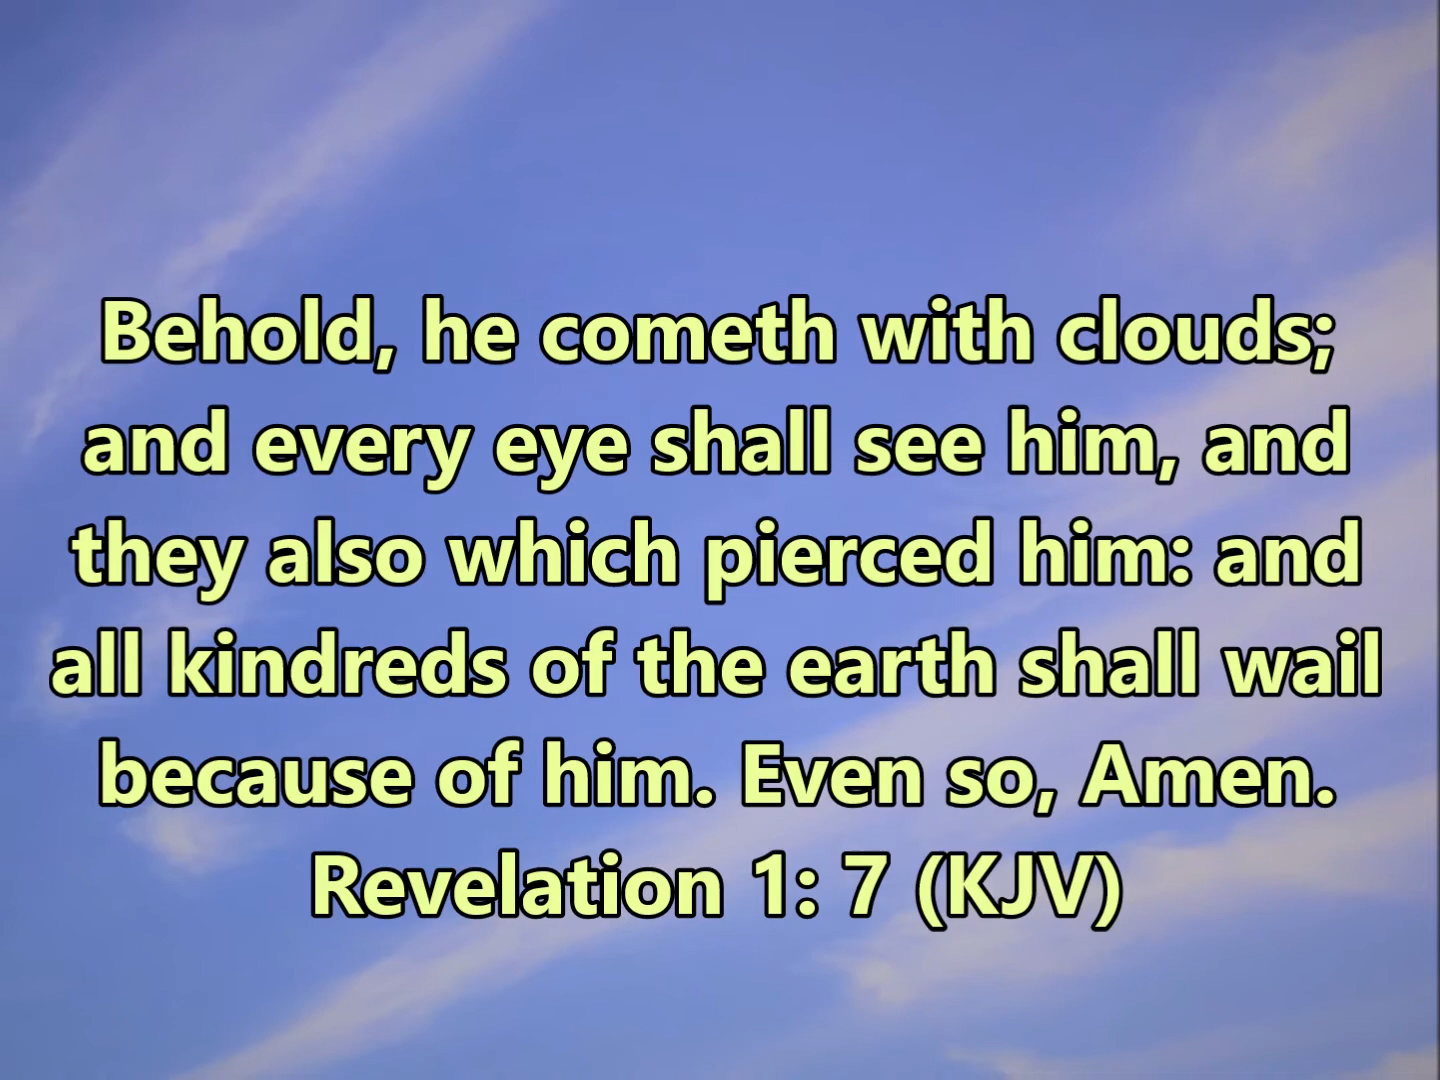 Behold, he cometh with clouds;
and every eye shall see him, and
they also which pierced him: and
all kindreds of the earth shall wail
because of him. Even so, Amen.
Revelation 1: 7 (KJV)